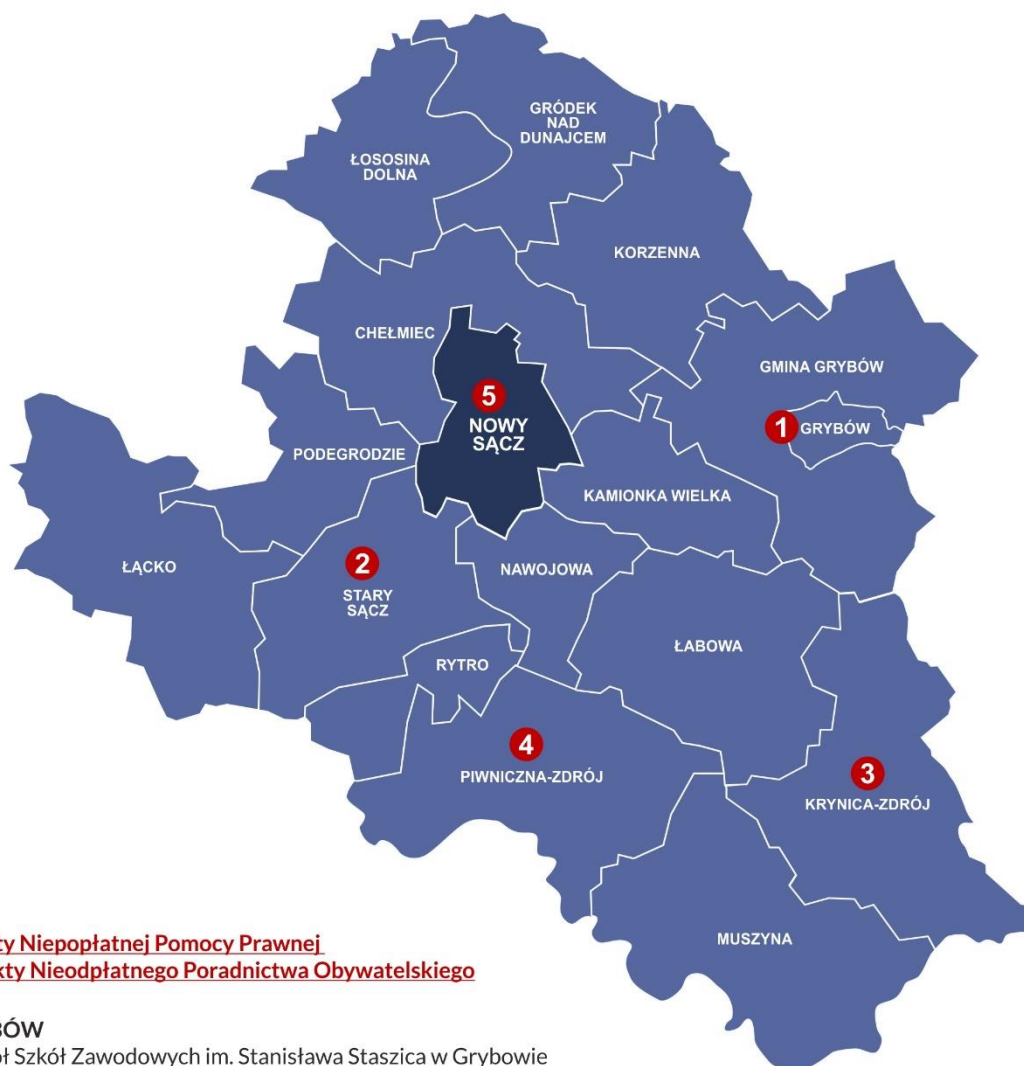 GRÓDEK
NAD
DUNAJCEM
ŁOSOSINA
DOLNA
KORZENNA
CHEŁMIEC
GMINA GRYBÓW
5
NOWY
SĄCZ
1 GRYBÓW
PODEGRODZIE
KAMIONKA WIELKA
2
STARY
SĄCZ
ŁĄCKO
NAWOJOWA
ŁABOWA
RYTRO
4
PIWNICZNA-ZDRÓJ
3
KRYNICA-ZDRÓJ
MUSZYNA
ty Niepopłatnej Pomocy Prawnej
kty Nieodpłatnego Poradnictwa Obywatelskiego
BÓW
ół Szkół Zawodowych im. Stanisława Staszica w Grybowie